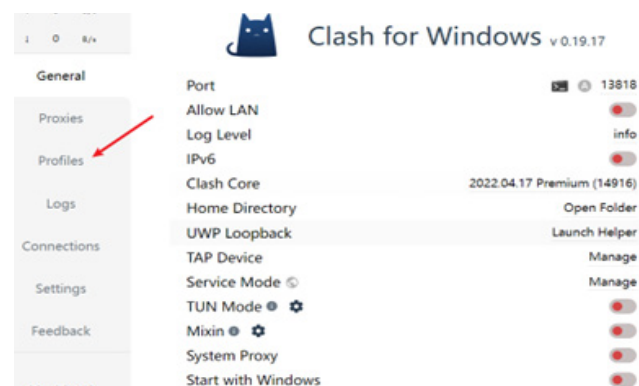 Clash for Windows v 0.19.17
General
Proxies
Profiles
Logs
Connections
Settings
Feedback
Port 13818
Allow LAN
Log Level info
IPv6
Clash Core 2022.04.17 Premium (14916)
Home Directory Open Folder
UWP Loopback Launch Helper
TAP Device Manage
Service Mode Manage
TUN Mode
Mixin
System Proxy
Start with Windows